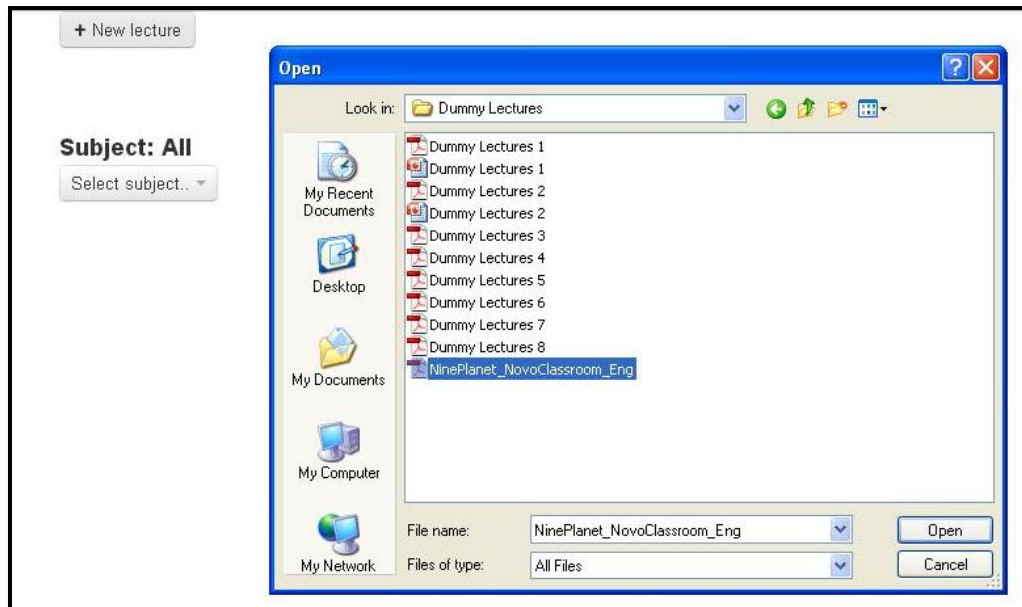 + New lecture
Subject: All
Select subject..
Open
Look in:
Dummy Lectures
My Recent
Documents
Desktop
My Documents
My Computer
My Network
Dummy Lectures 1
Dummy Lectures 1
Dummy Lectures 2
Dummy Lectures 2
Dummy Lectures 3
Dummy Lectures 4
Dummy Lectures 5
Dummy Lectures 6
Dummy Lectures 7
Dummy Lectures 8
NinePlanet_NovoClassroom_Eng
File name:
NinePlanet_NovoClassroom_Eng
Open
Files of type:
All Files
Cancel